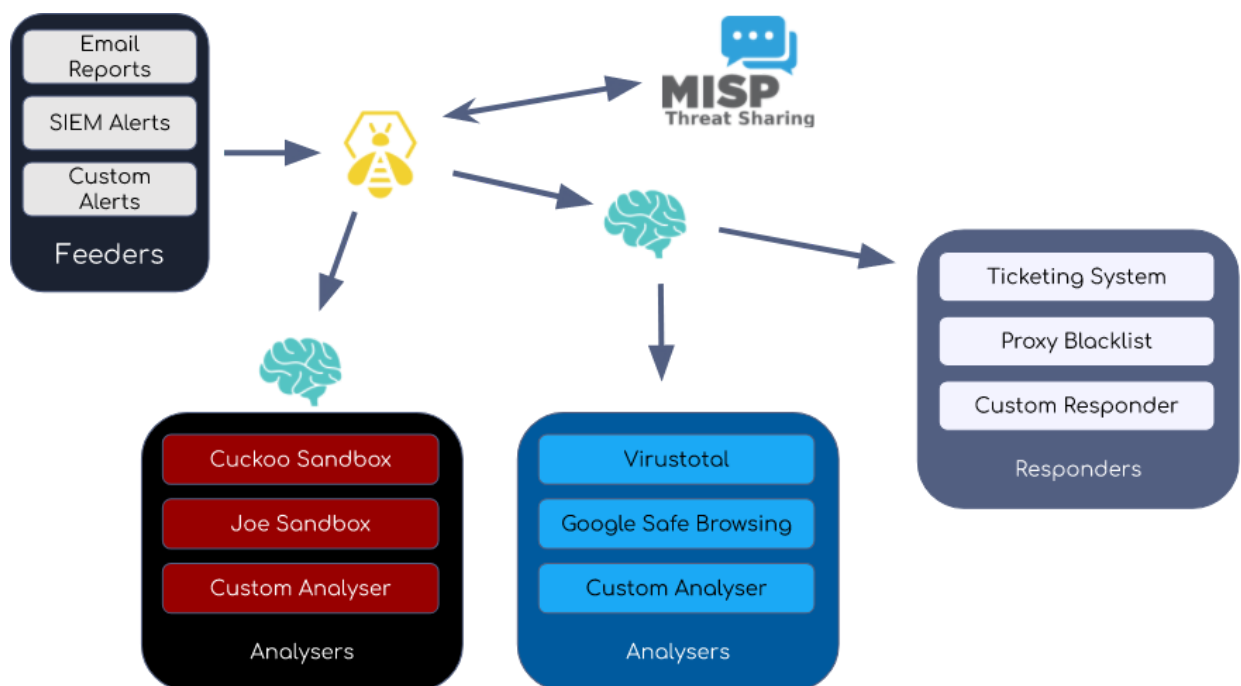 Email
Reports
SIEM Alerts
Custom
Alerts
Feeders
MISP
Threat Sharing
Ticketing System
Proxy Blacklist
Custom Responder
Responders
Cuckoo Sandbox
Joe Sandbox
Custom Analyser
Analysers
Virustotal
Google Safe Browsing
Custom Analyser
Analysers